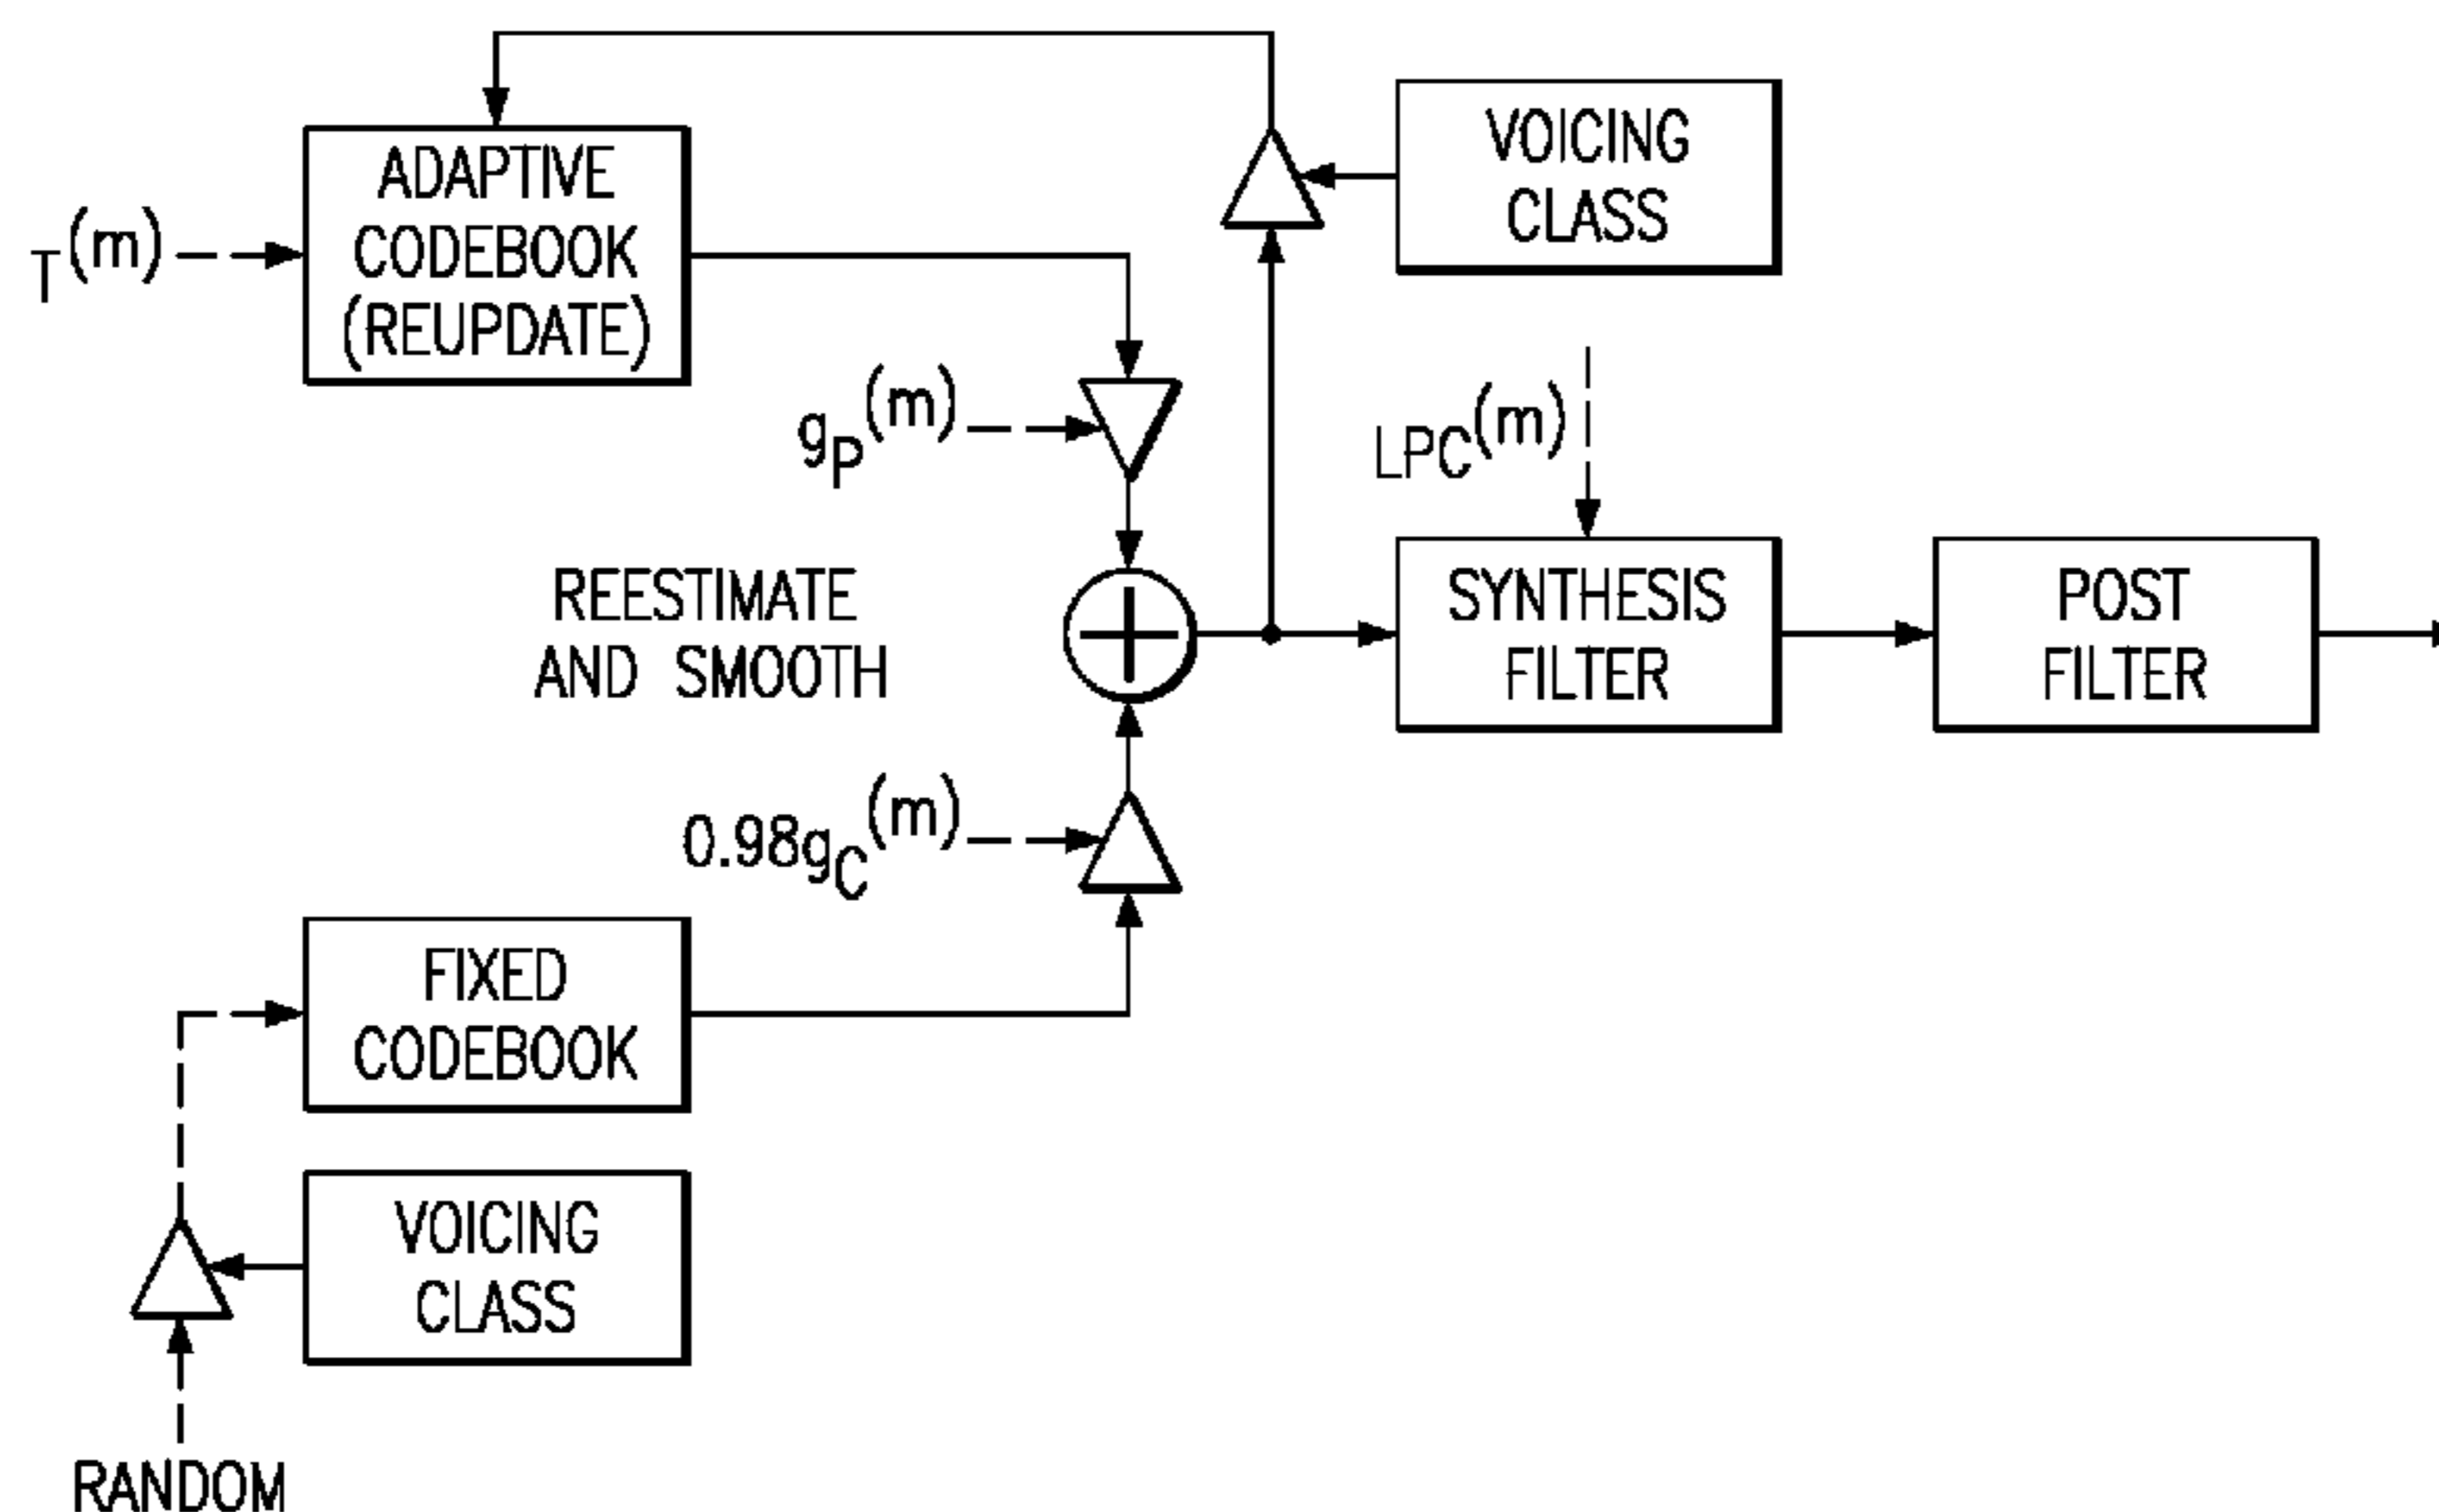 ADAPTIVE
CODEBOOK
(REUPDATE)
VOICING
CLASS
T(m)
gP(m)
LPC(m)
REESTIMATE
AND SMOOTH
SYNTHESIS
FILTER
POST
FILTER
0.98gC(m)
FIXED
CODEBOOK
VOICING
CLASS
RANDOM